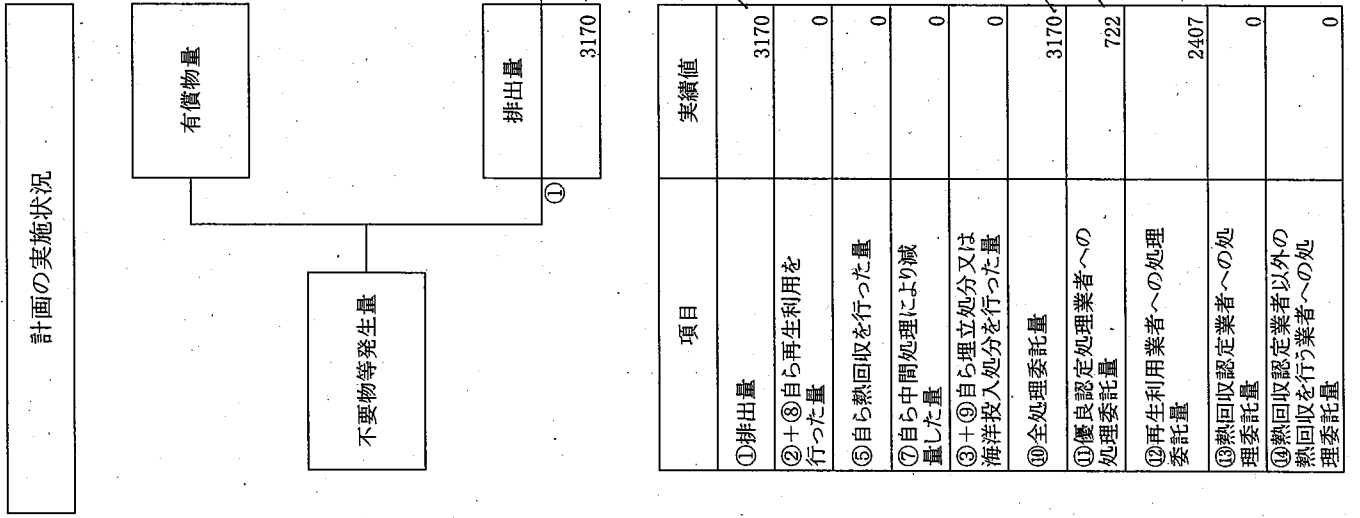 計画の実施状況
有償物量
不要物等発生量
排出量
①
3170
項目
実績値
①排出量
3170
②+⑧自ら再生利用を
行った量
0
⑤自ら熱回収を行った量
0
⑦自ら中間処理により減
量した量
0
③+⑨自ら埋立処分又は
海洋投入処分を行った量
0
⑩全処理委託量
3170
⑪優良認定処理業者への
処理委託量
722
⑫再生利用業者への処理
委託量
2407
⑬熱回収認定業者への処
理委託量
0
⑭熱回収認定業者以外の
熱回収を行う業者への処
理委託量
0